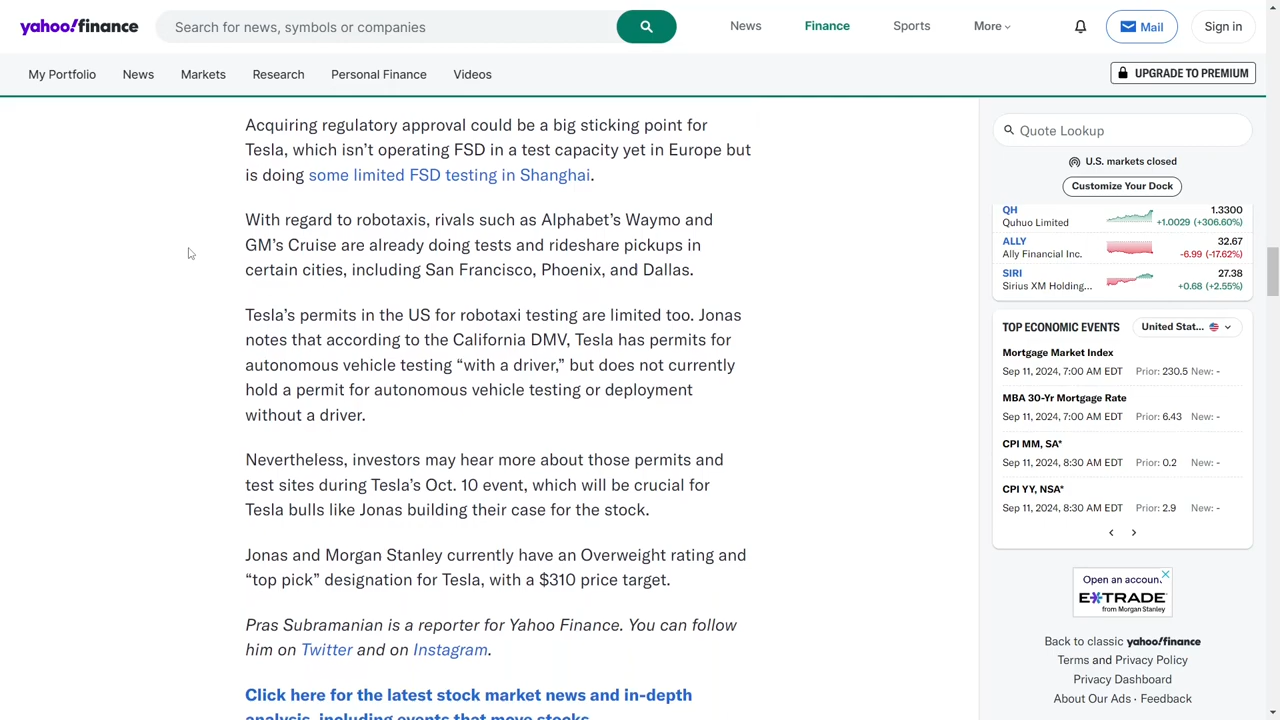 yahoo!finance
Search for news, symbols or companies
News
Finance
Sports
More
Mail
Sign in
My Portfolio
News
Markets
Research
Personal Finance
Videos
UPGRADE TO PREMIUM
Acquiring regulatory approval could be a big sticking point for
Tesla, which isn’t operating FSD in a test capacity yet in Europe but
is doing some limited FSD testing in Shanghai.
With regard to robotaxis, rivals such as Alphabet’s Waymo and
GM’s Cruise are already doing tests and rideshare pickups in
certain cities, including San Francisco, Phoenix, and Dallas.
Tesla’s permits in the US for robotaxi testing are limited too. Jonas
notes that according to the California DMV, Tesla has permits for
autonomous vehicle testing “with a driver,” but does not currently
hold a permit for autonomous vehicle testing or deployment
without a driver.
Nevertheless, investors may hear more about those permits and
test sites during Tesla’s Oct. 10 event, which will be crucial for
Tesla bulls like Jonas building their case for the stock.
Jonas and Morgan Stanley currently have an Overweight rating and
“top pick” designation for Tesla, with a $310 price target.
Pras Subramanian is a reporter for Yahoo Finance. You can follow
him on Twitter and on Instagram.
Click here for the latest stock market news and in-depth
analysis, including events that move stocks
Quote Lookup
U.S. markets closed
Customize Your Dock
QH 1.3300
Quhuo Limited +1.0029 (+306.60%)
ALLY 32.67
Ally Financial Inc. -6.99 (-17.62%)
SIRI 27.38
Sirius XM Holding... +0.68 (+2.55%)
TOP ECONOMIC EVENTS United Stat...
Mortgage Market Index
Sep 11, 2024, 7:00 AM EDT Prior: 230.5 New: -
MBA 30-Yr Mortgage Rate
Sep 11, 2024, 7:00 AM EDT Prior: 6.43 New: -
CPI MM, SA*
Sep 11, 2024, 8:30 AM EDT Prior: 0.2 New: -
CPI YY, NSA*
Sep 11, 2024, 8:30 AM EDT Prior: 2.9 New: -
Open an account.
E*TRADE
from Morgan Stanley
Back to classic yahoo!finance
Terms and Privacy Policy
Privacy Dashboard
About Our Ads · Feedback